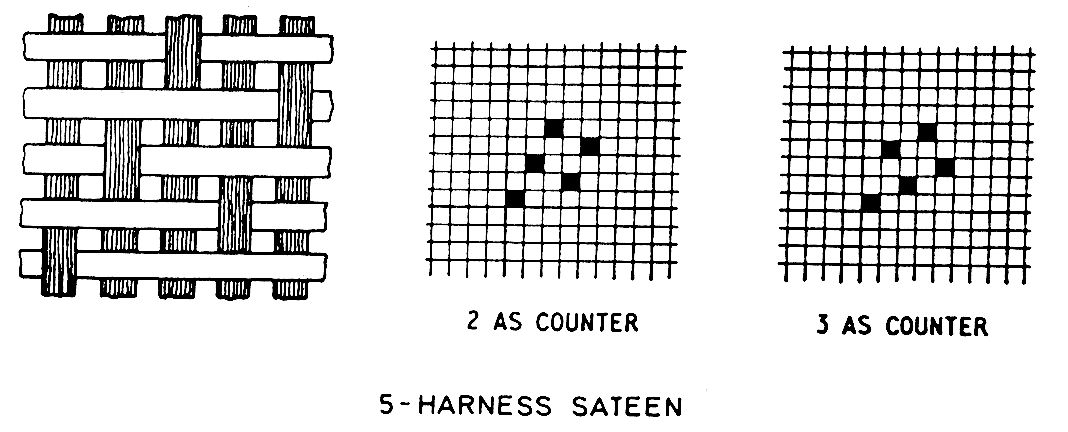 2 AS COUNTER
3 AS COUNTER
5-HARNESS SATEEN